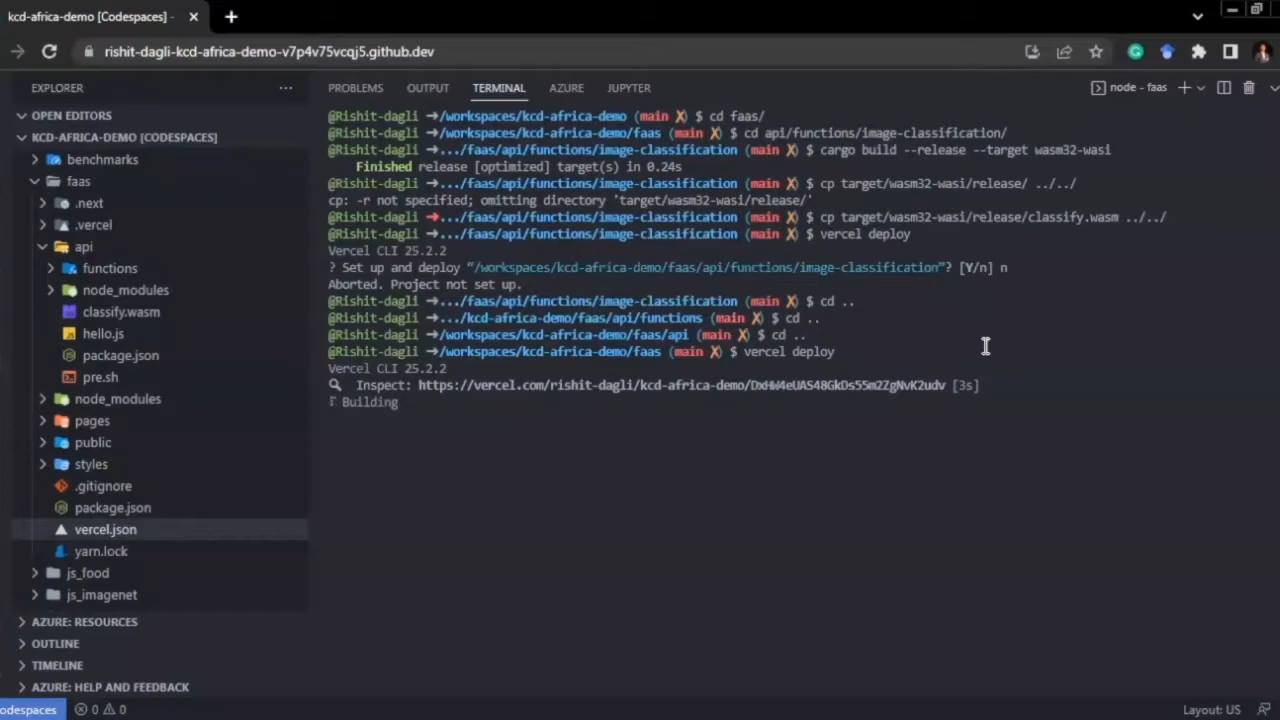 kcd-africa-demo [Codespaces] -
rishit-dagli-kcd-africa-demo-v7p4v75vcqj5.github.dev
EXPLORER
OPEN EDITORS
KCD-AFRICA-DEMO [CODESPACES]
benchmarks
faas
.next
.vercel
api
functions
node_modules
classify.wasm
hello.js
package.json
pre.sh
node_modules
pages
public
styles
.gitignore
package.json
vercel.json
yarn.lock
js_food
js_imagenet
AZURE: RESOURCES
OUTLINE
TIMELINE
AZURE: HELP AND FEEDBACK
PROBLEMS OUTPUT TERMINAL AZURE JUPYTER
node - faas
@Rishit-dagli ➜/workspaces/kcd-africa-demo (main ✗) $ cd faas/
@Rishit-dagli ➜/workspaces/kcd-africa-demo/faas (main ✗) $ cd api/functions/image-classification/
@Rishit-dagli ➜.../faas/api/functions/image-classification (main ✗) $ cargo build --release --target wasm32-wasi
Finished release [optimized] target(s) in 0.24s
@Rishit-dagli ➜.../faas/api/functions/image-classification (main ✗) $ cp target/wasm32-wasi/release/ ../../
cp: -r not specified; omitting directory 'target/wasm32-wasi/release/'
@Rishit-dagli ➜.../faas/api/functions/image-classification (main ✗) $ cp target/wasm32-wasi/release/classify.wasm ../../
@Rishit-dagli ➜.../faas/api/functions/image-classification (main ✗) $ vercel deploy
Vercel CLI 25.2.2
? Set up and deploy “/workspaces/kcd-africa-demo/faas/api/functions/image-classification”? [Y/n] n
Aborted. Project not set up.
@Rishit-dagli ➜.../faas/api/functions/image-classification (main ✗) $ cd ..
@Rishit-dagli ➜.../kcd-africa-demo/faas/api/functions (main ✗) $ cd ..
@Rishit-dagli ➜/workspaces/kcd-africa-demo/faas/api (main ✗) $ cd ..
@Rishit-dagli ➜/workspaces/kcd-africa-demo/faas (main ✗) $ vercel deploy
Vercel CLI 25.2.2
Inspect: https://vercel.com/rishit-dagli/kcd-africa-demo/DxHW4eUAS48GkDs55m2ZgNvK2udv [3s]
Building
odespaces 0 0
Layout: US